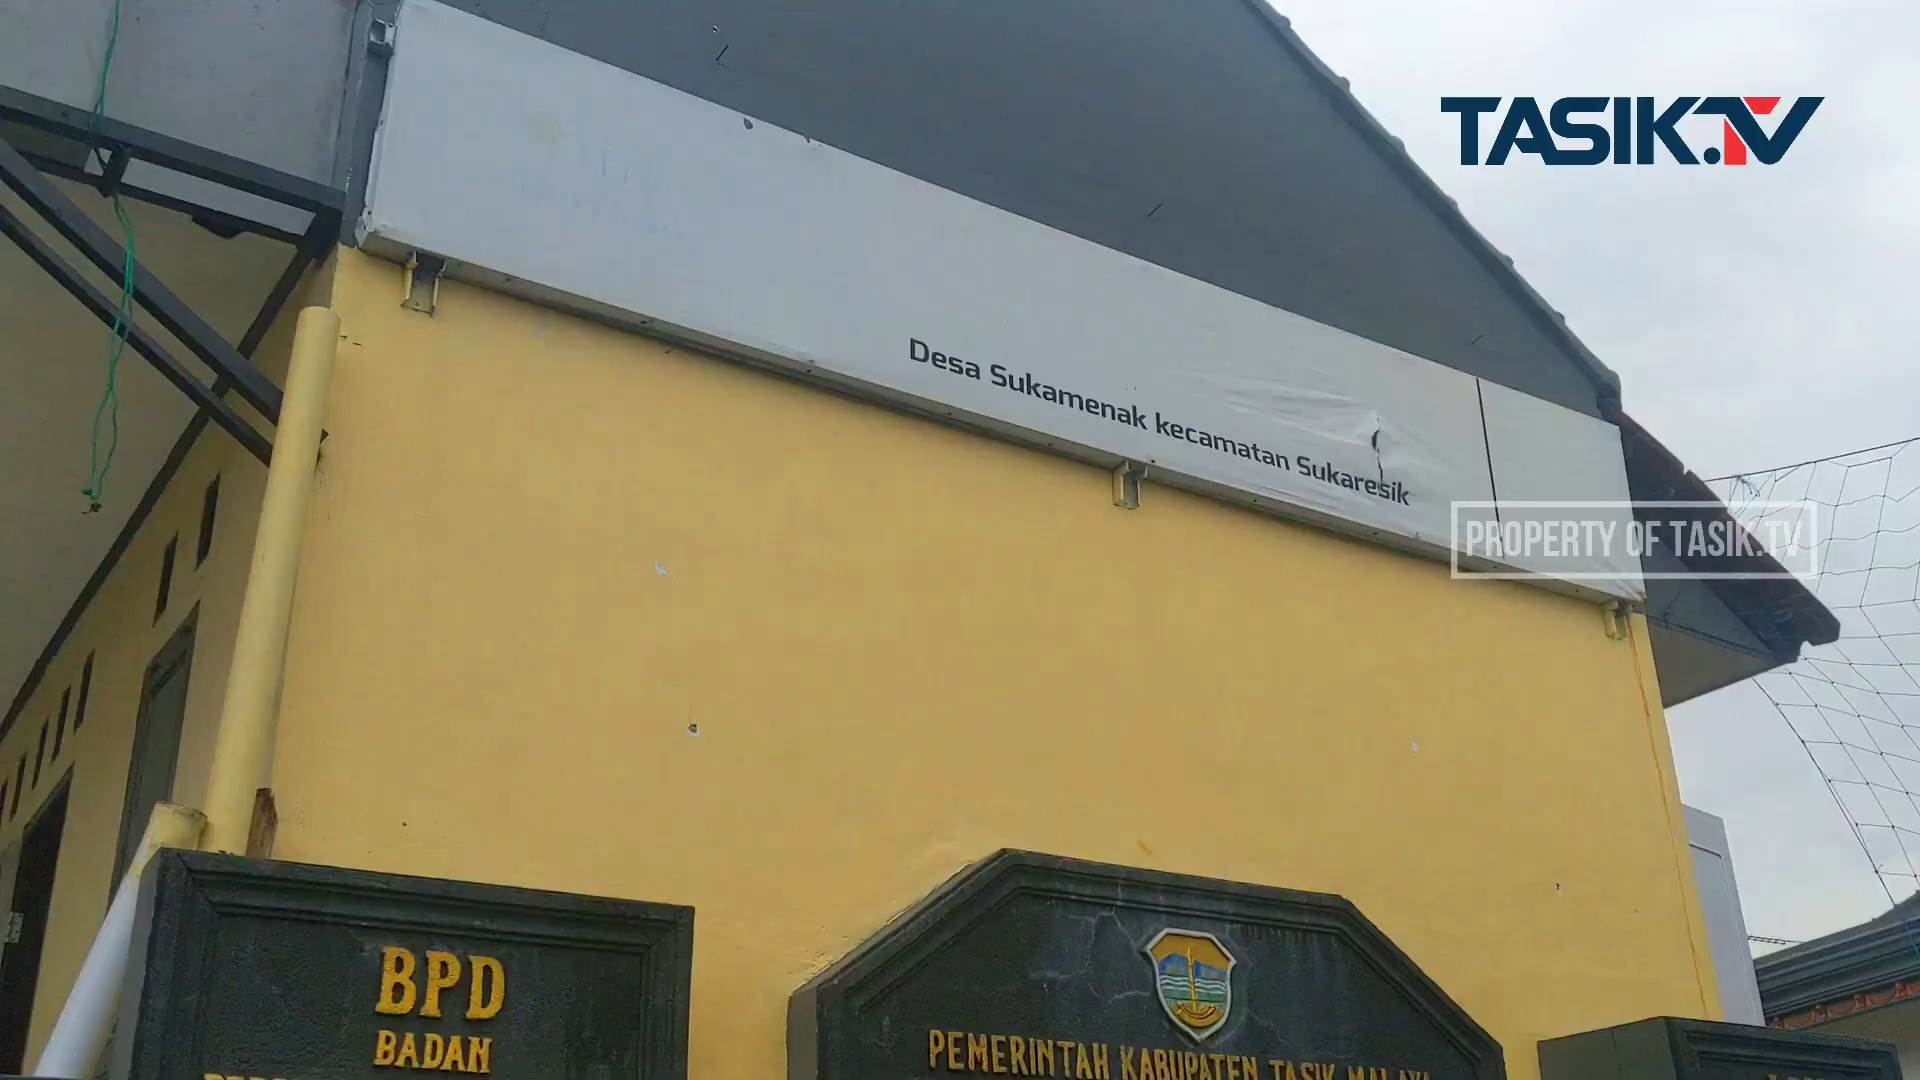 TASIK.TV
Desa Sukamenak kecamatan Sukaresik
PROPERTY OF TASIK.TV
BPD
BADAN
PEMERINTAH KABUPATEN TASIK MALAYA